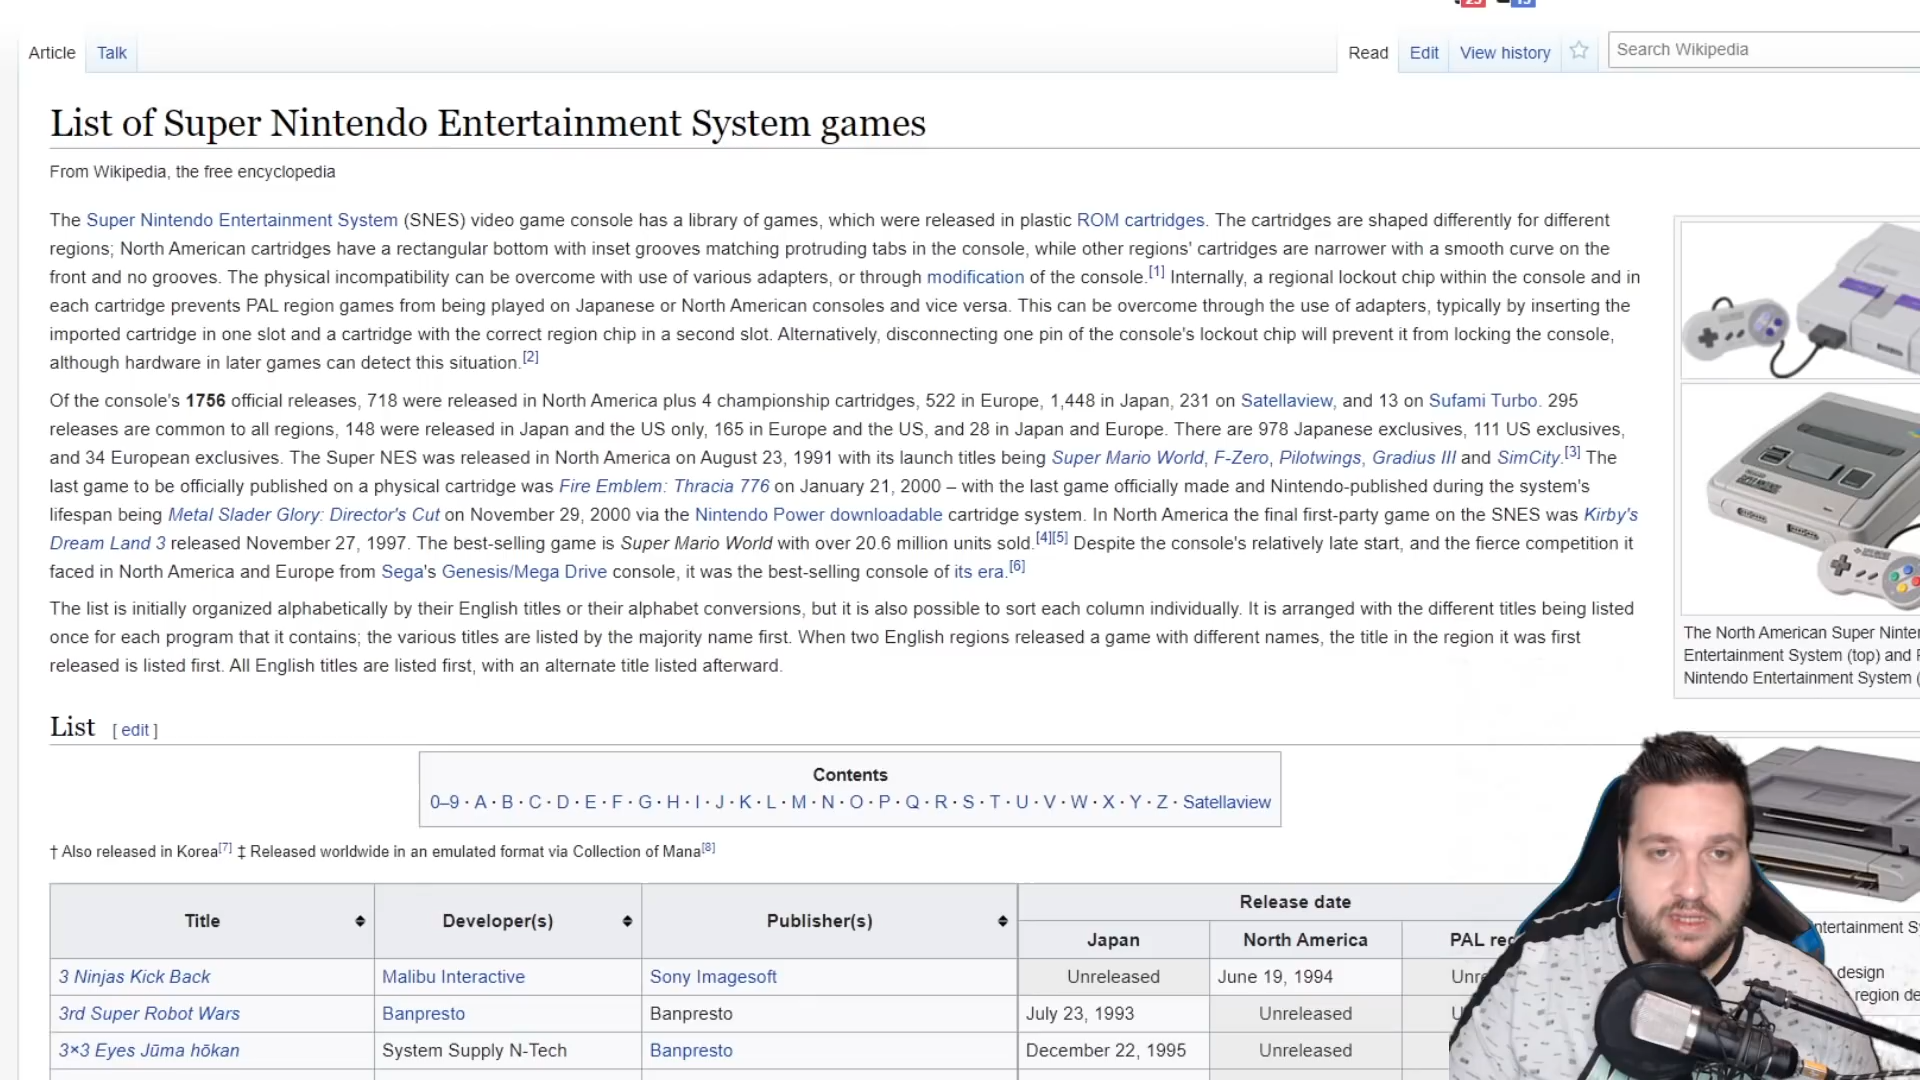 Article Talk
Read Edit View history Search Wikipedia
List of Super Nintendo Entertainment System games
From Wikipedia, the free encyclopedia
The Super Nintendo Entertainment System (SNES) video game console has a library of games, which were released in plastic ROM cartridges. The cartridges are shaped differently for different
regions; North American cartridges have a rectangular bottom with inset grooves matching protruding tabs in the console, while other regions' cartridges are narrower with a smooth curve on the
front and no grooves. The physical incompatibility can be overcome with use of various adapters, or through modification of the console.[1] Internally, a regional lockout chip within the console and in
each cartridge prevents PAL region games from being played on Japanese or North American consoles and vice versa. This can be overcome through the use of adapters, typically by inserting the
imported cartridge in one slot and a cartridge with the correct region chip in a second slot. Alternatively, disconnecting one pin of the console's lockout chip will prevent it from locking the console,
although hardware in later games can detect this situation.[2]
Of the console's 1756 official releases, 718 were released in North America plus 4 championship cartridges, 522 in Europe, 1,448 in Japan, 231 on Satellaview, and 13 on Sufami Turbo. 295
releases are common to all regions, 148 were released in Japan and the US only, 165 in Europe and the US, and 28 in Japan and Europe. There are 978 Japanese exclusives, 111 US exclusives,
and 34 European exclusives. The Super NES was released in North America on August 23, 1991 with its launch titles being Super Mario World, F-Zero, Pilotwings, Gradius III and SimCity.[3] The
last game to be officially published on a physical cartridge was Fire Emblem: Thracia 776 on January 21, 2000 – with the last game officially made and Nintendo-published during the system's
lifespan being Metal Slader Glory: Director's Cut on November 29, 2000 via the Nintendo Power downloadable cartridge system. In North America the final first-party game on the SNES was Kirby's
Dream Land 3 released November 27, 1997. The best-selling game is Super Mario World with over 20.6 million units sold.[4][5] Despite the console's relatively late start, and the fierce competition it
faced in North America and Europe from Sega's Genesis/Mega Drive console, it was the best-selling console of its era.[6]
The list is initially organized alphabetically by their English titles or their alphabet conversions, but it is also possible to sort each column individually. It is arranged with the different titles being listed
once for each program that it contains; the various titles are listed by the majority name first. When two English regions released a game with different names, the title in the region it was first
released is listed first. All English titles are listed first, with an alternate title listed afterward.
The North American Super
Entertainment System (top) and
Nintendo Entertainment System (
List [ edit ]
Contents
0–9 · A · B · C · D · E · F · G · H · I · J · K · L · M · N · O · P · Q · R · S · T · U · V · W · X · Y · Z · Satellaview
† Also released in Korea[7] ‡ Released worldwide in an emulated format via Collection of Mana[8]
Title Developer(s) Publisher(s) Release date
Japan North America PAL
3 Ninjas Kick Back Malibu Interactive Sony Imagesoft Unreleased June 19, 1994
3rd Super Robot Wars Banpresto Banpresto July 23, 1993 Unreleased
3×3 Eyes Jūma hōkan System Supply N-Tech Banpresto December 22, 1995 Unreleased
design
region